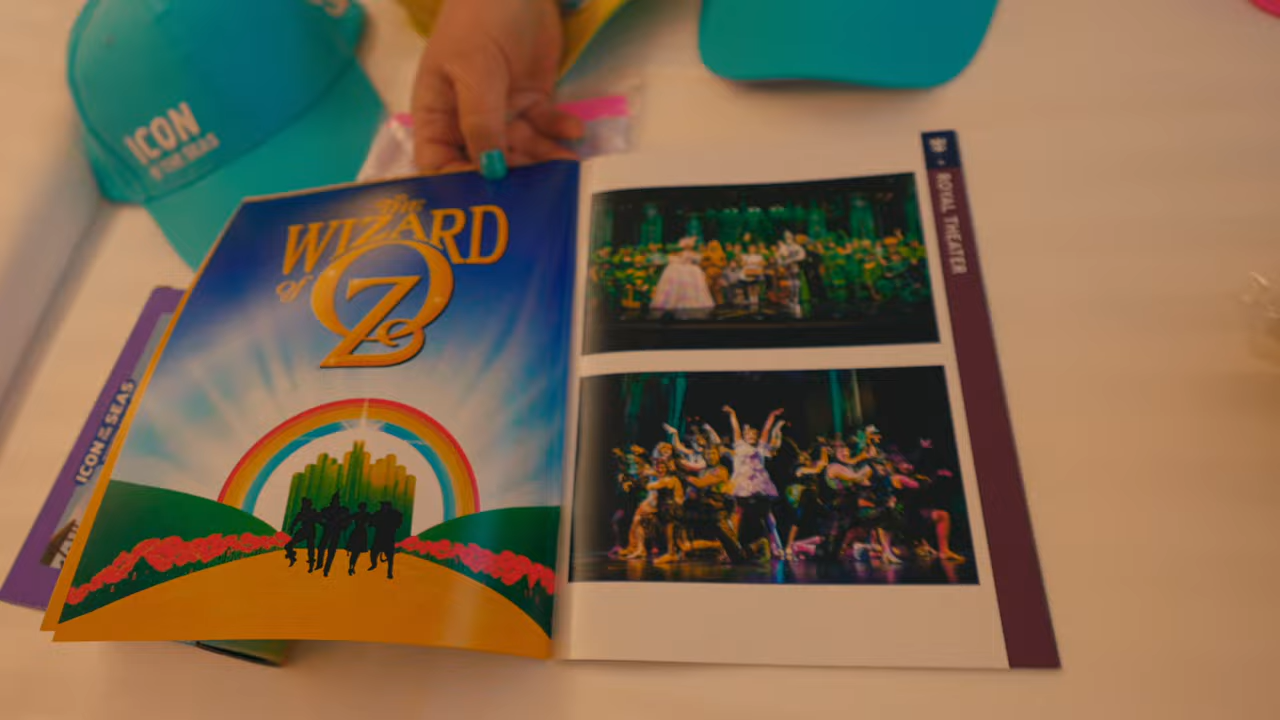 ICON
OF THE SEAS
THE
WIZARD
of
OZ
ROYAL THEATER
ICON OF THE SEAS